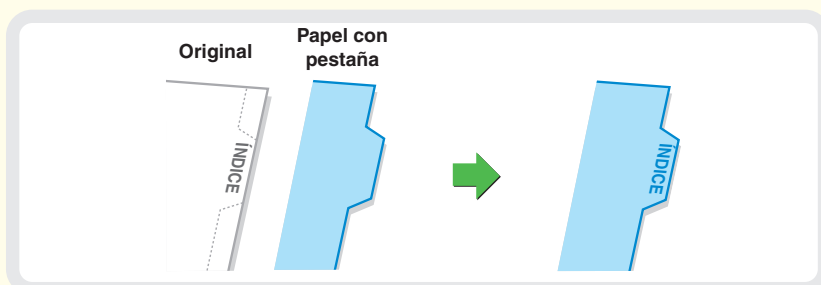 Original
Papel con
pestaña
ÍNDICE
ÍNDICE